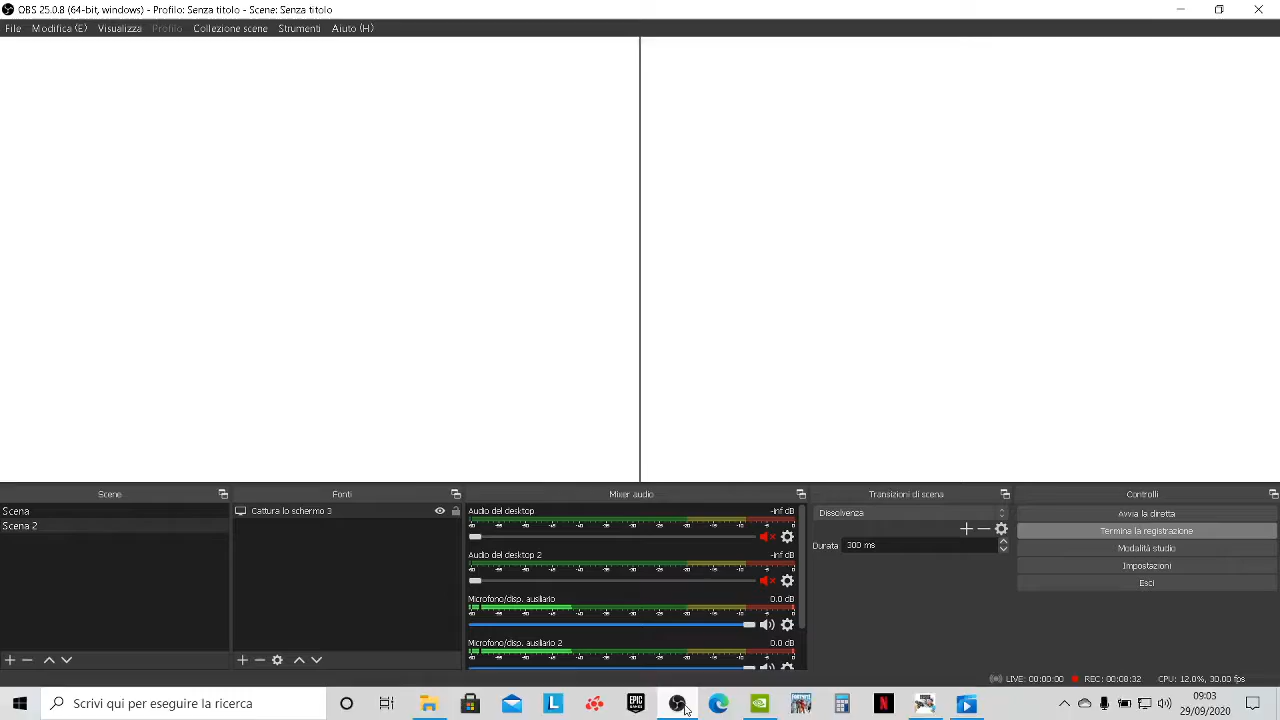 OBS 25.0.8 (64-bit, windows) - Profilo: Senza titolo - Scene: Senza titolo
File Modifica (E) Visualizza Profilo Collezione scene Strumenti Aiuto (H)
Scene
Scena
Scena 2
Fonti
Cattura lo schermo 3
Mixer audio
Audio del desktop -inf dB
Audio del desktop 2 -inf dB
Microfono/disp. ausiliario 0.0 dB
Microfono/disp. ausiliario 2 0.0 dB
Transizioni di scena
Dissolvenza
Durata 300 ms
Controlli
Avvia la diretta
Termina la registrazione
Modalità studio
Impostazioni
Esci
LIVE: 00:00:00 REC: 00:08:32 CPU: 12.0%, 30.00 fps
Scrivi qui per eseguire la ricerca
L
EPIC
GAMES
N
09:03
29/09/2020